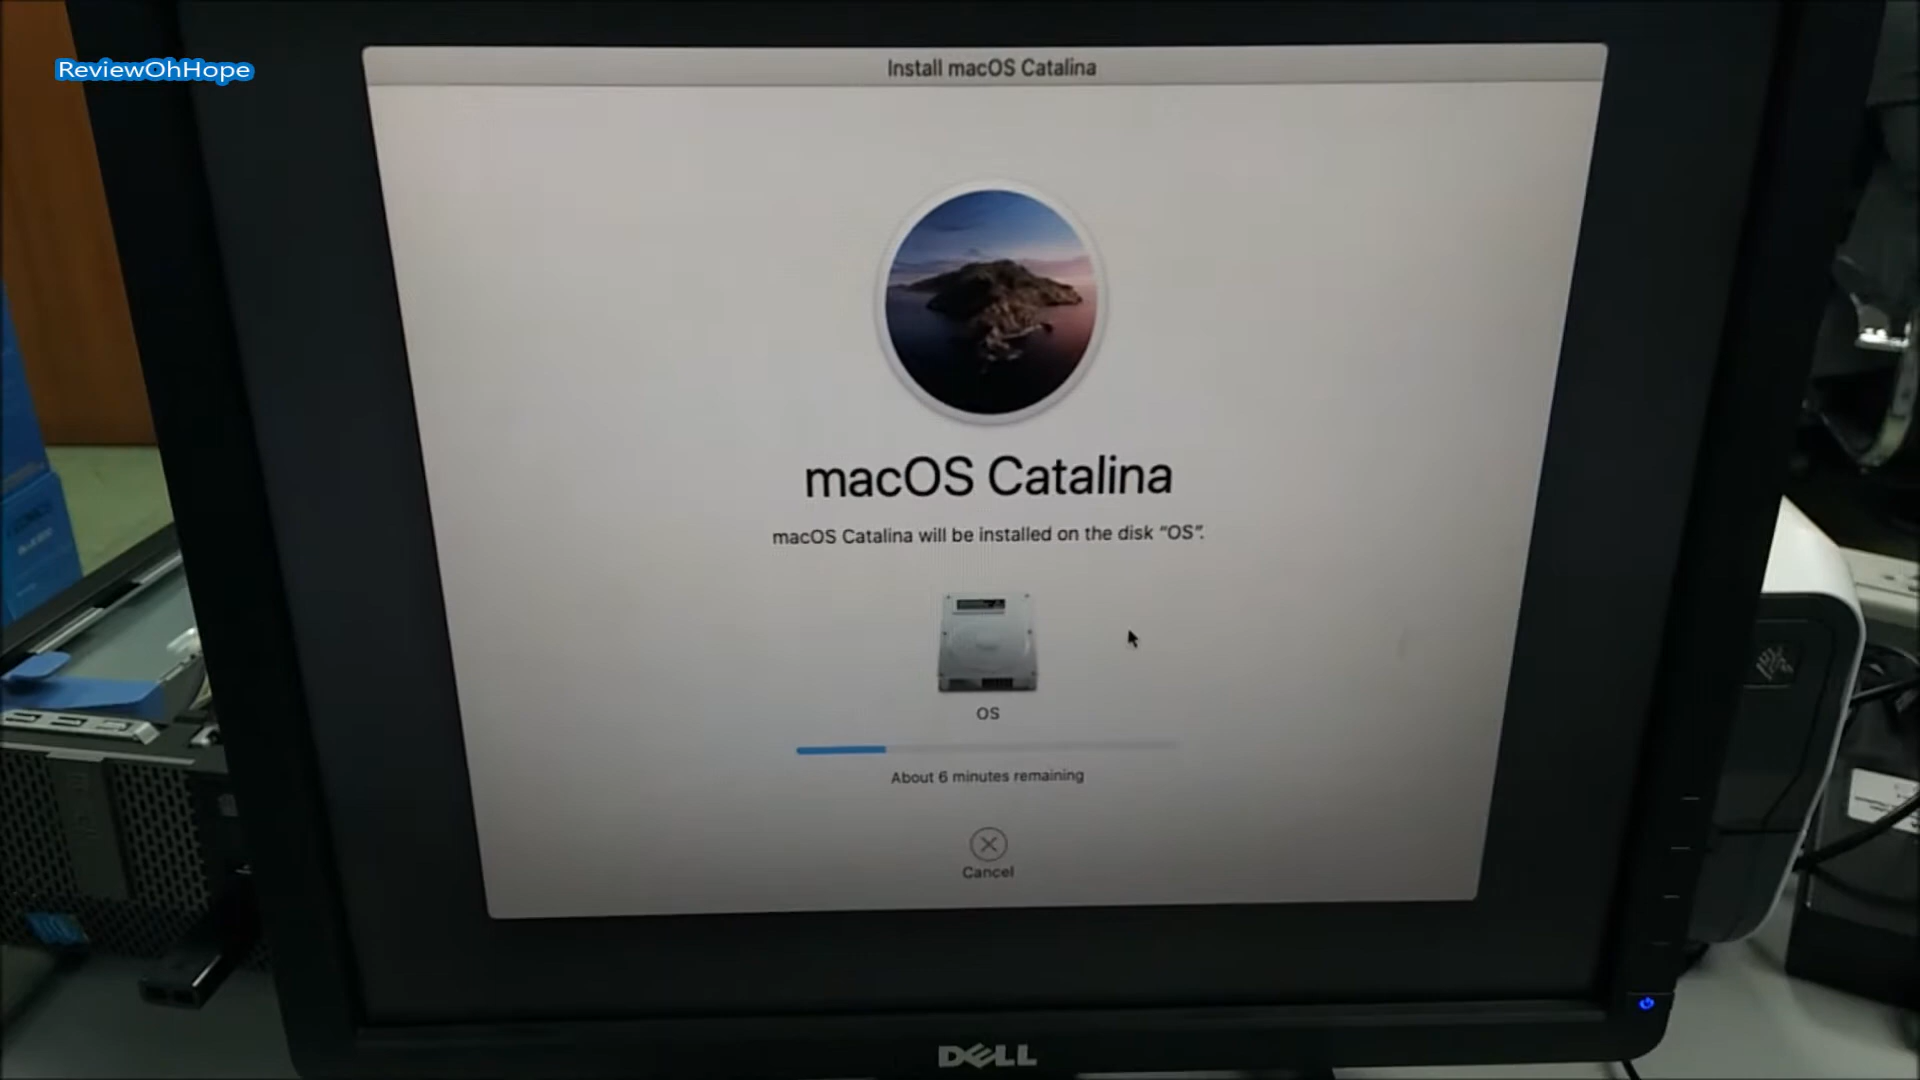 ReviewOhHope
Install macOS Catalina
macOS Catalina
macOS Catalina will be installed on the disk “OS”.
OS
About 6 minutes remaining
Cancel
DELL